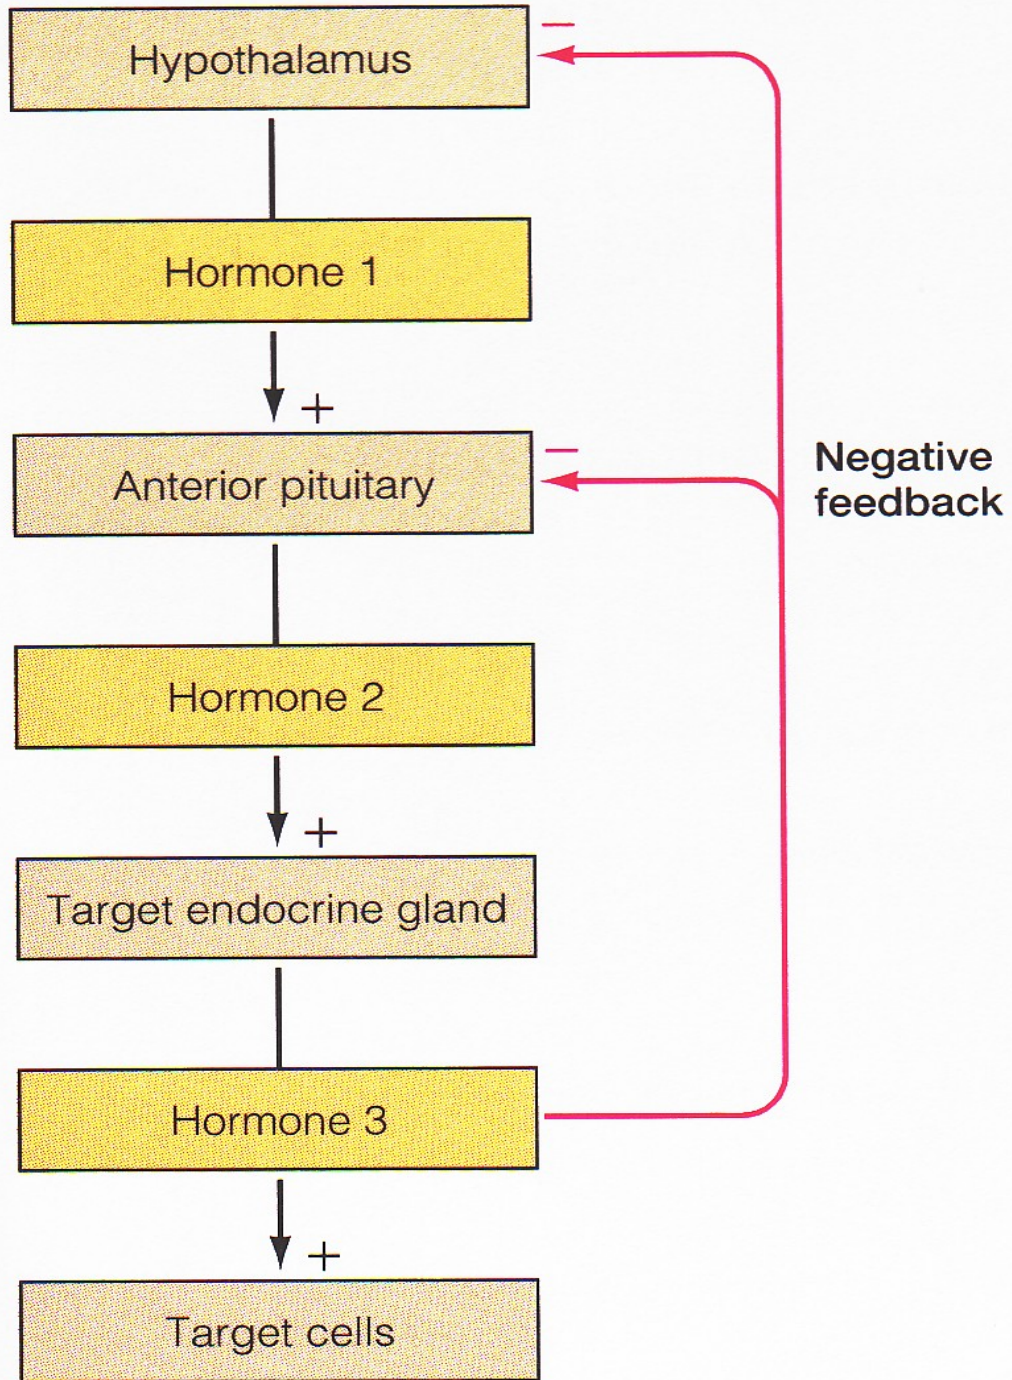 −
Hypothalamus
Hormone 1
+
−
Anterior pituitary
Negative
feedback
Hormone 2
+
Target endocrine gland
Hormone 3
+
Target cells